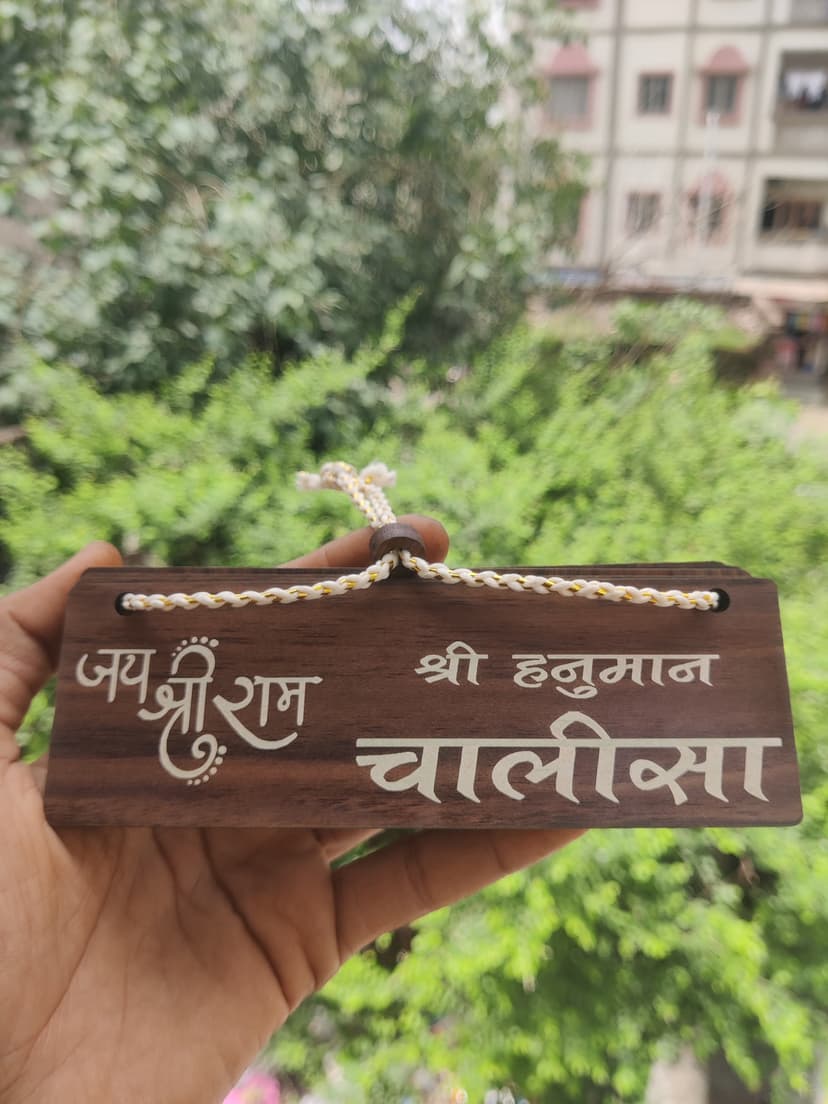 जय श्री राम
श्री हनुमान
चालीसा